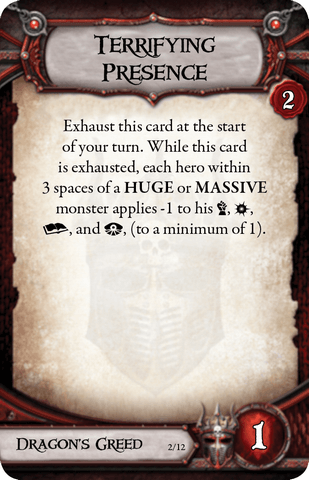 Terrifying
Presence
2
Exhaust this card at the start
of your turn. While this card
is exhausted, each hero within
3 spaces of a HUGE or MASSIVE
monster applies -1 to his , ,
, and , (to a minimum of 1).
Dragon's Greed 2/12
1